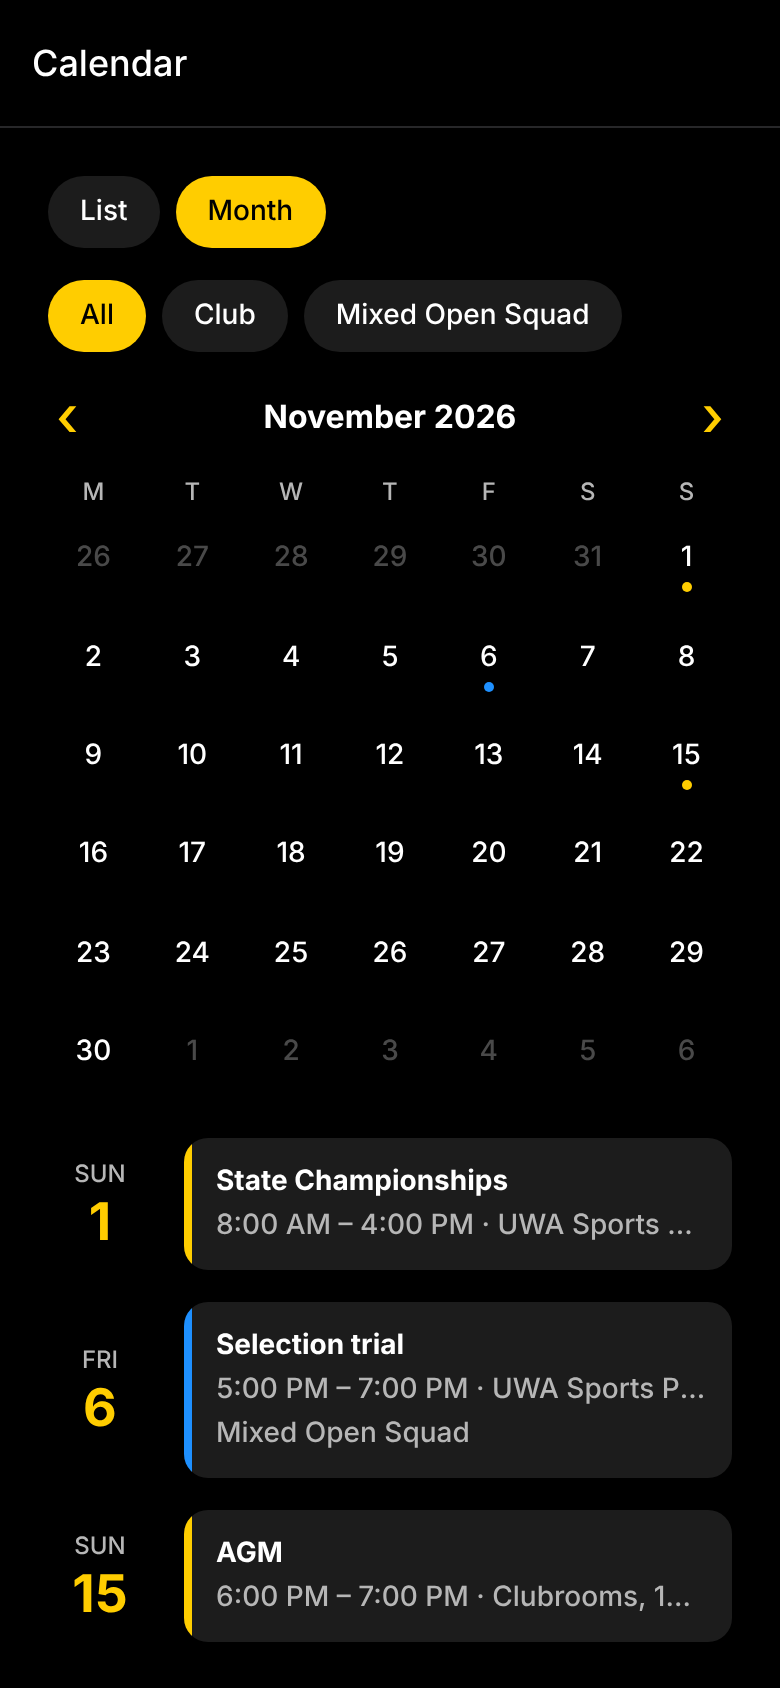 Calendar
List Month
All Club Mixed Open Squad
‹ November 2026 ›
M T W T F S S
26 27 28 29 30 31 1
2 3 4 5 6 7 8
9 10 11 12 13 14 15
16 17 18 19 20 21 22
23 24 25 26 27 28 29
30 1 2 3 4 5 6
SUN
1
State Championships
8:00 AM – 4:00 PM · UWA Sports ...
FRI
6
Selection trial
5:00 PM – 7:00 PM · UWA Sports P...
Mixed Open Squad
SUN
15
AGM
6:00 PM – 7:00 PM · Clubrooms, 1...